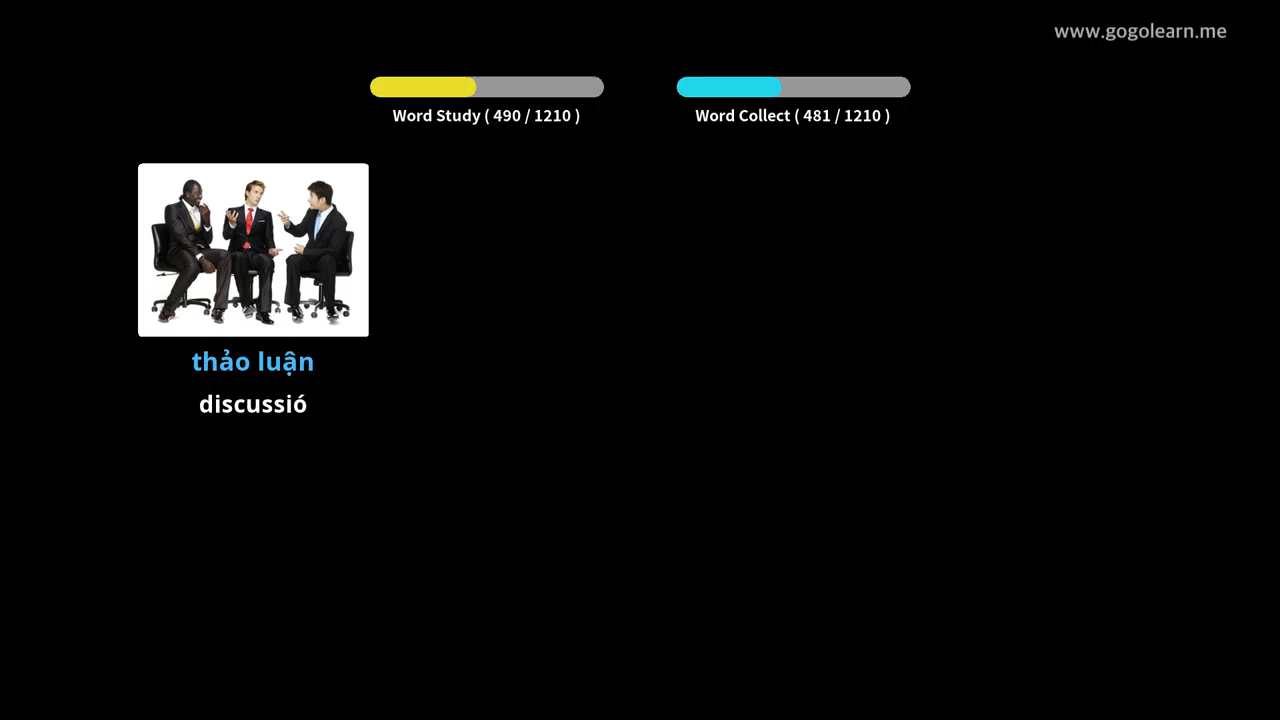 www.gogolearn.me
Word Study ( 490 / 1210 )
Word Collect ( 481 / 1210 )
thảo luận
discussió